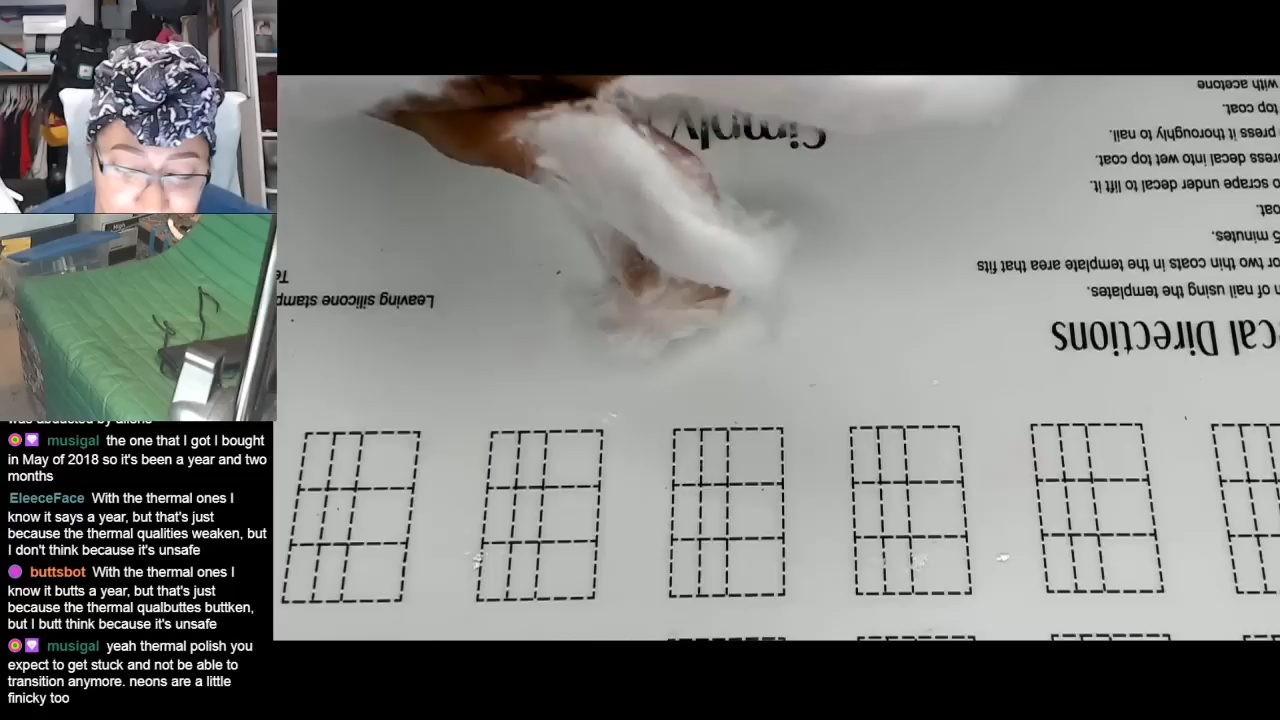 musigal the one that I got I bought
in May of 2018 so it's been a year and two
months
EleeceFace With the thermal ones I
know it says a year, but that's just
because the thermal qualities weaken, but
I don't think because it's unsafe
buttsbot With the thermal ones I
know it butts a year, but that's just
because the thermal qualbuttes buttken,
but I butt think because it's unsafe
musigal yeah thermal polish you
expect to get stuck and not be able to
transition anymore. neons are a little
finicky too
cal Directions
n of nail using the templates.
or two thin coats in the template area that fits
5 minutes.
oat.
o scrape under decal to lift it.
press decal into wet top coat.
press it thoroughly to nail.
top coat.
with acetone
Leaving silicone stamp
Te
Simply